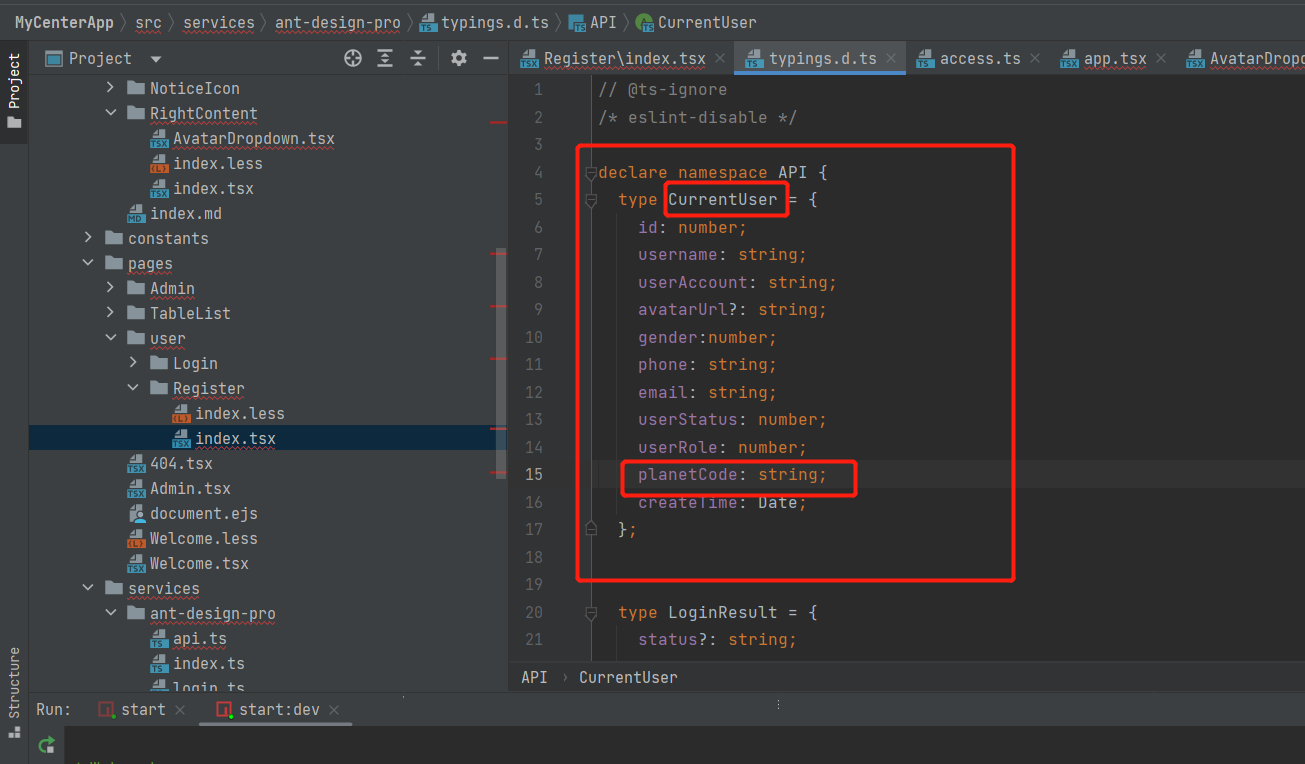 MyCenterApp src services ant-design-pro typings.d.ts API CurrentUser
Project
Project
NoticeIcon
RightContent
AvatarDropdown.tsx
index.less
index.tsx
index.md
constants
pages
Admin
TableList
user
Login
Register
index.less
index.tsx
404.tsx
Admin.tsx
document.ejs
Welcome.less
Welcome.tsx
services
ant-design-pro
api.ts
index.ts
login.ts
Structure
Register\index.tsx typings.d.ts access.ts app.tsx AvatarDropdo
1 // @ts-ignore
2 /* eslint-disable */
3
4 declare namespace API {
5 type CurrentUser = {
6 id: number;
7 username: string;
8 userAccount: string;
9 avatarUrl?: string;
10 gender:number;
11 phone: string;
12 email: string;
13 userStatus: number;
14 userRole: number;
15 planetCode: string;
16 createTime: Date;
17 };
18
19
20 type LoginResult = {
21 status?: string;
API › CurrentUser
Run: start start:dev